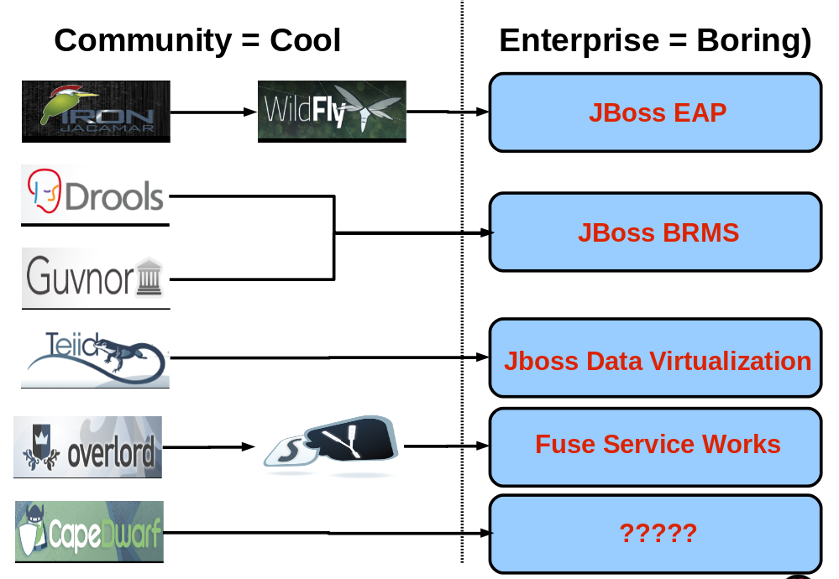 Community = Cool
Enterprise = Boring)
IRON
JACAMAR
WildFly
JBoss EAP
Drools
JBoss BRMS
Guvnor
Teiid
Jboss Data Virtualization
overlord
S Y
Fuse Service Works
CapeDwarf
?????